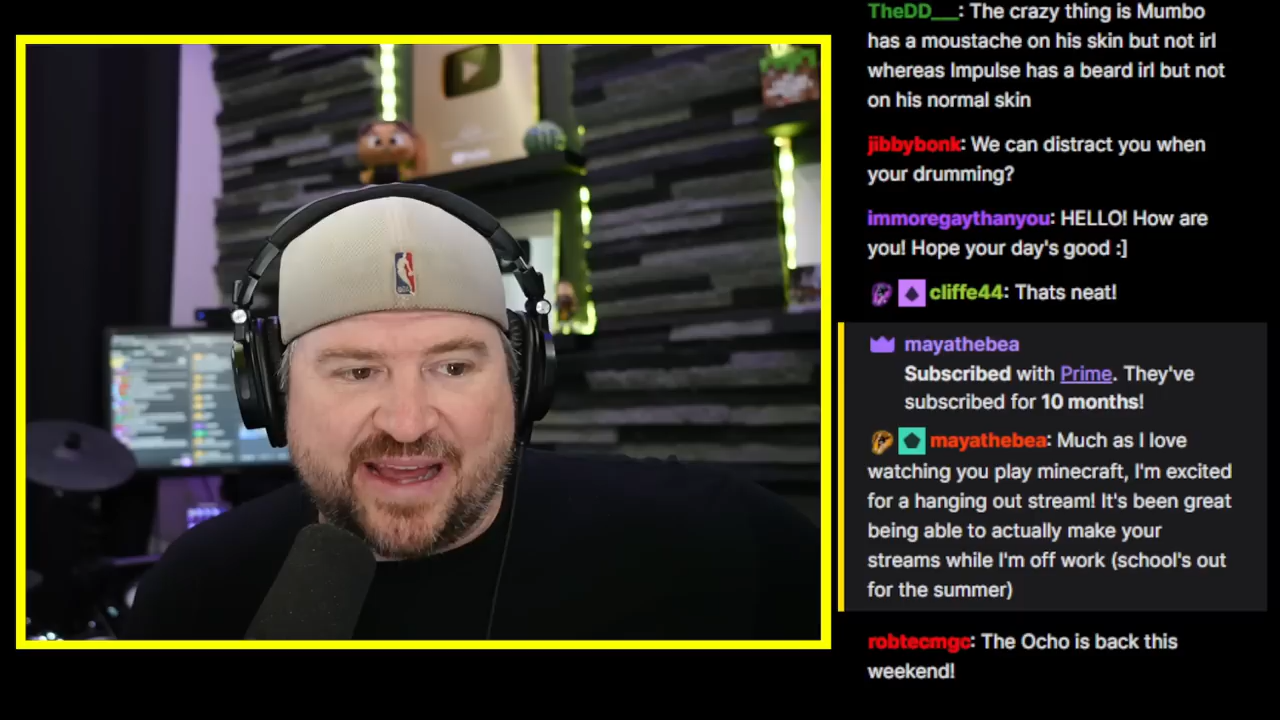 TheDD___: The crazy thing is Mumbo
has a moustache on his skin but not irl
whereas Impulse has a beard irl but not
on his normal skin
jibbybonk: We can distract you when
your drumming?
immoregaythanyou: HELLO! How are
you! Hope your day's good :]
cliffe44: Thats neat!
mayathebea
Subscribed with Prime. They've
subscribed for 10 months!
mayathebea: Much as I love
watching you play minecraft, I'm excited
for a hanging out stream! It's been great
being able to actually make your
streams while I'm off work (school's out
for the summer)
robtecmgc: The Ocho is back this
weekend!